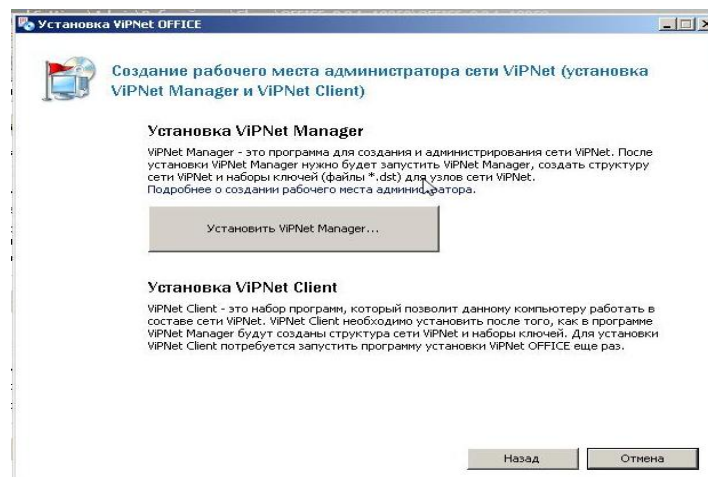 Установка ViPNet OFFICE
Создание рабочего места администратора сети ViPNet (установка
ViPNet Manager и ViPNet Client)
Установка ViPNet Manager
ViPNet Manager - это программа для создания и администрирования сети ViPNet. После
установки ViPNet Manager нужно будет запустить ViPNet Manager, создать структуру
сети ViPNet и наборы ключей (файлы *.dst) для узлов сети ViPNet.
Подробнее о создании рабочего места администратора.
Установить ViPNet Manager...
Установка ViPNet Client
ViPNet Client - это набор программ, который позволит данному компьютеру работать в
составе сети ViPNet. ViPNet Client необходимо установить после того, как в программе
ViPNet Manager будут созданы структура сети ViPNet и наборы ключей. Для установки
ViPNet Client потребуется запустить программу установки ViPNet OFFICE еще раз.
Назад
Отмена